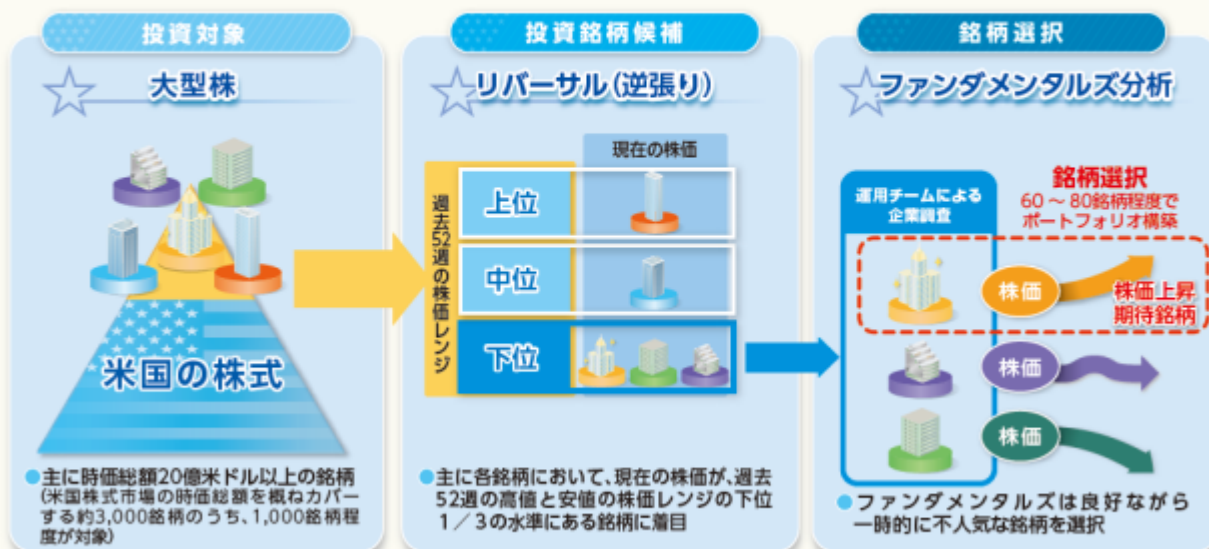 投資対象
大型株
米国の株式
●主に時価総額20億米ドル以上の銘柄
(米国株式市場の時価総額を概ねカバー
する約3,000銘柄のうち、1,000銘柄程
度が対象)
投資銘柄候補
リバーサル(逆張り)
現在の株価
過去52週の株価レンジ
上位
中位
下位
●主に各銘柄において、現在の株価が、過去
52週の高値と安値の株価レンジの下位
1/3の水準にある銘柄に着目
銘柄選択
ファンダメンタルズ分析
運用チームによる
企業調査
銘柄選択
60～80銘柄程度で
ポートフォリオ構築
株価
株価上昇
期待銘柄
株価
株価
●ファンダメンタルズは良好ながら
一時的に不人気な銘柄を選択